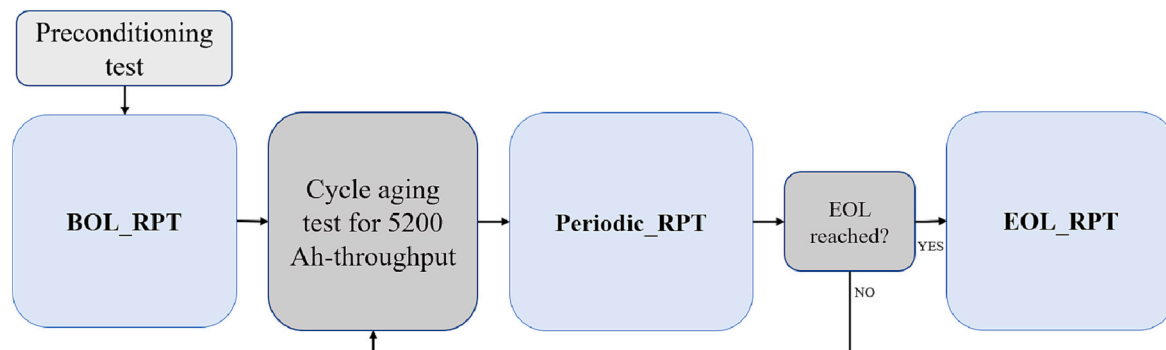 Preconditioning
test
BOL_RPT
Cycle aging
test for 5200
Ah-throughput
Periodic_RPT
EOL
reached?
YES
NO
EOL_RPT